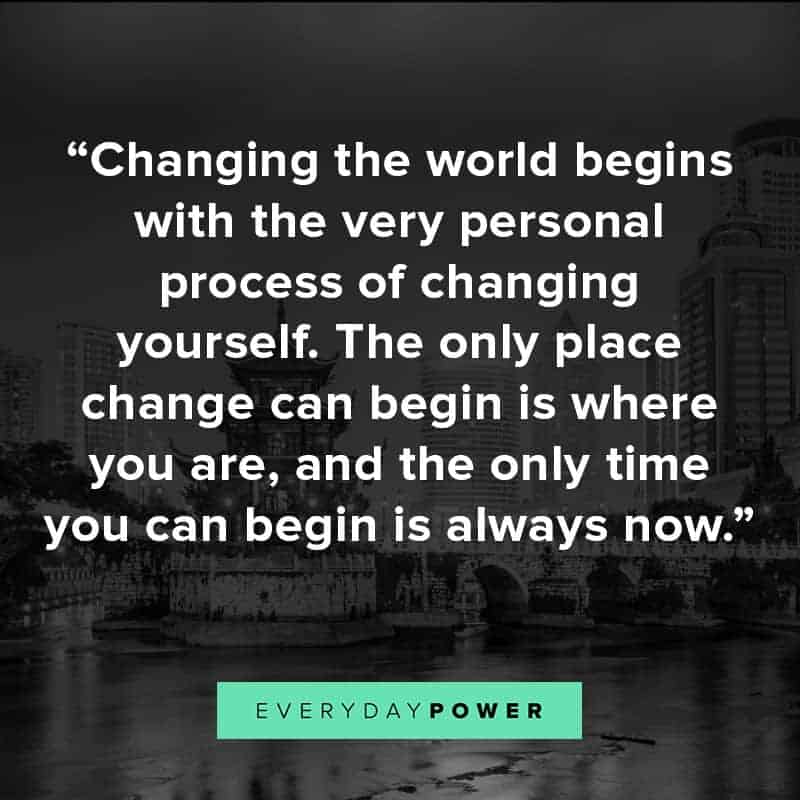 “Changing the world begins
with the very personal
process of changing
yourself. The only place
change can begin is where
you are, and the only time
you can begin is always now.”
EVERYDAYPOWER